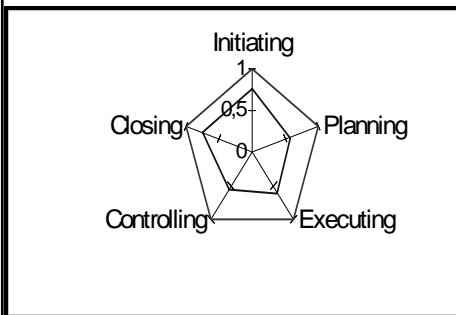 Initiating
1
0,5
0
Closing
Planning
Controlling
Executing